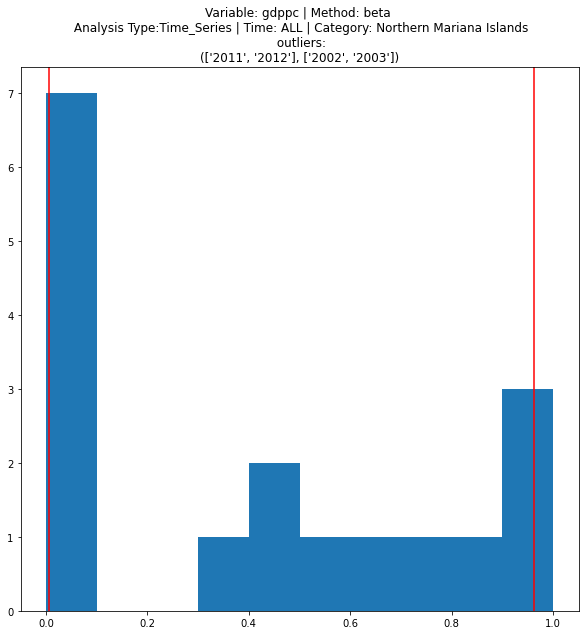 Variable: gdppc | Method: beta
Analysis Type:Time_Series | Time: ALL | Category: Northern Mariana Islands
outliers:
(['2011', '2012'], ['2002', '2003'])
7
6
5
4
3
2
1
0
0.0 0.2 0.4 0.6 0.8 1.0